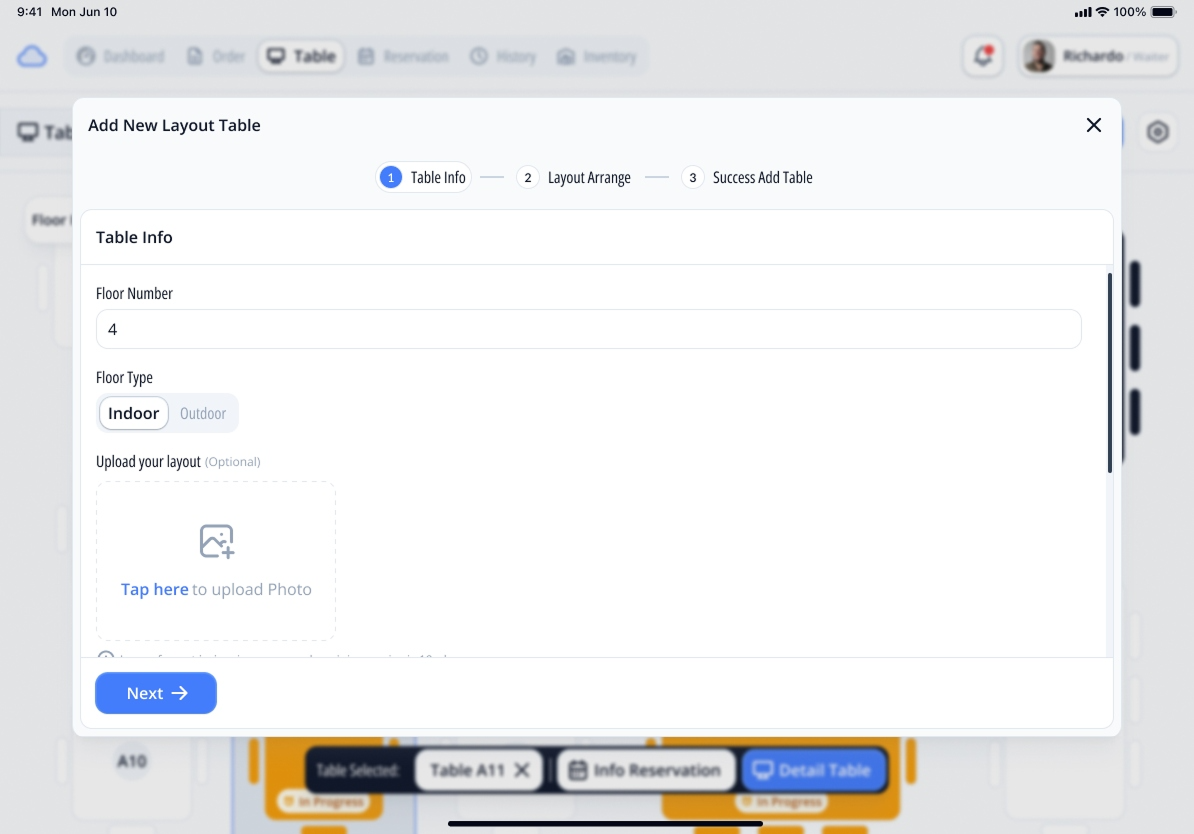 9:41 Mon Jun 10
100%
Dashboard
Order
Table
Reservation
History
Inventory
Richardo / Waiter
Add New Layout Table
1 Table Info
2 Layout Arrange
3 Success Add Table
Floor
Table Info
Floor Number
4
Floor Type
Indoor
Outdoor
Upload your layout (Optional)
Tap here to upload Photo
Next
A10
Table Selected:
Table A11
Info Reservation
Detail Table
In Progress
In Progress